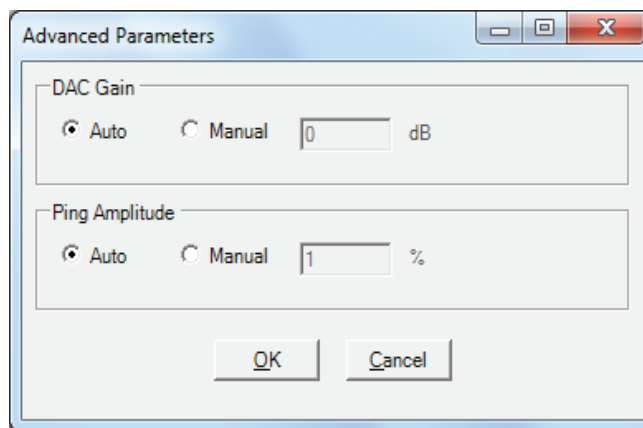 Advanced Parameters
DAC Gain
Auto Manual 0 dB
Ping Amplitude
Auto Manual 1 %
OK Cancel